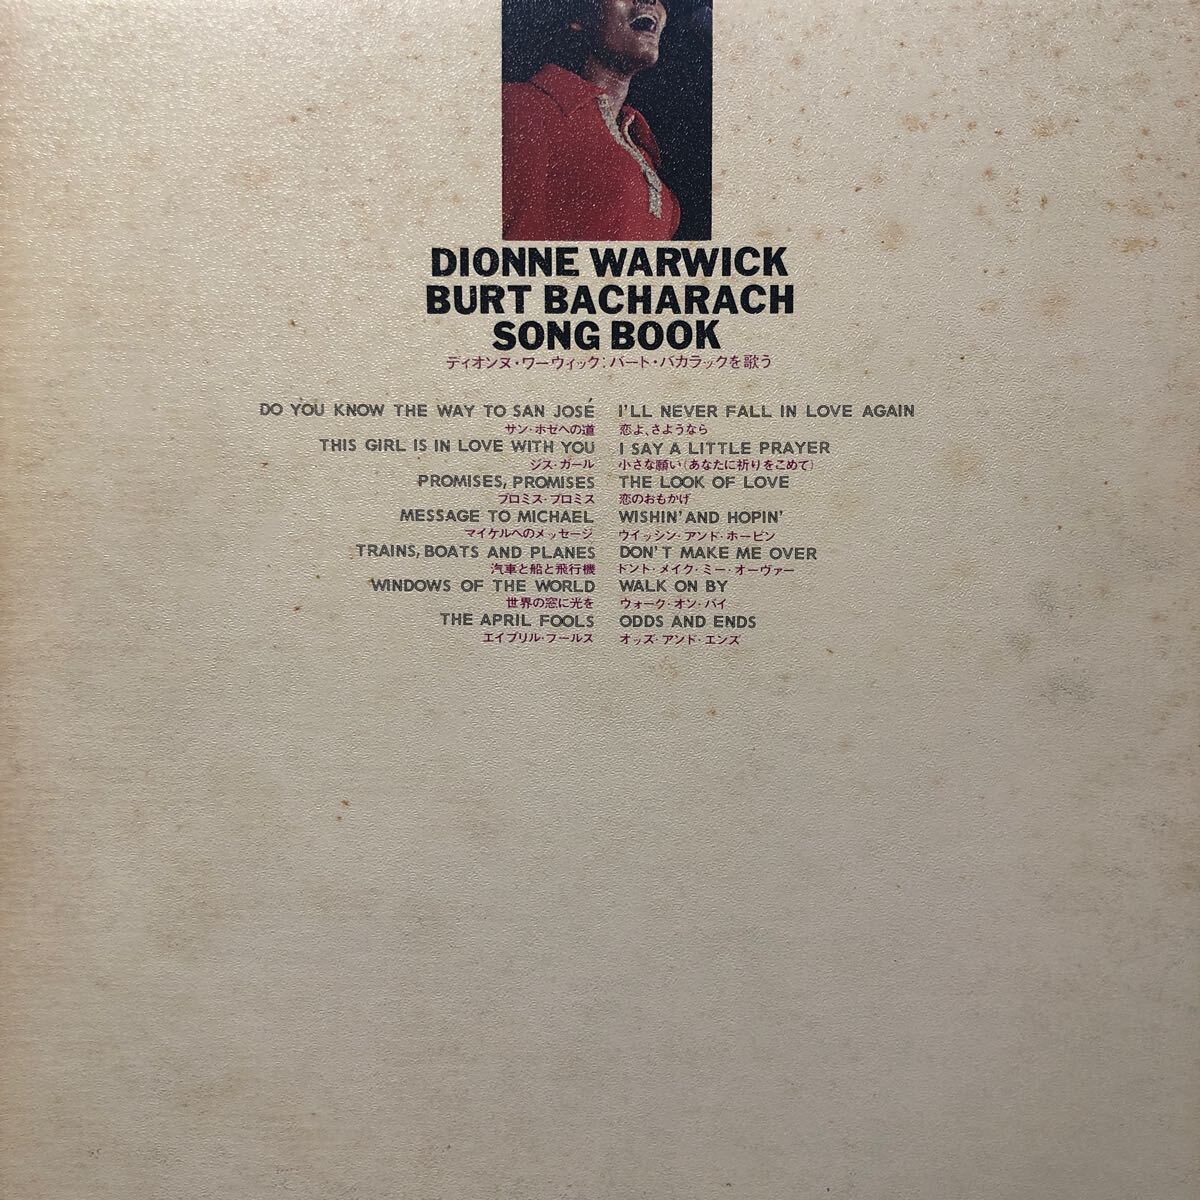 DIONNE WARWICK
BURT BACHARACH
SONG BOOK
ディオンヌ・ワーウィック:バート・バカラックを歌う
DO YOU KNOW THE WAY TO SAN JOSÉ
サン・ホゼへの道
THIS GIRL IS IN LOVE WITH YOU
ジス・ガール
PROMISES, PROMISES
プロミス・プロミス
MESSAGE TO MICHAEL
マイケルへのメッセージ
TRAINS, BOATS AND PLANES
汽車と船と飛行機
WINDOWS OF THE WORLD
世界の窓に光を
THE APRIL FOOLS
エイプリル・フールス
I'LL NEVER FALL IN LOVE AGAIN
恋よ、さようなら
I SAY A LITTLE PRAYER
小さな願い(あなたに祈りをこめて)
THE LOOK OF LOVE
恋のおもかげ
WISHIN' AND HOPIN'
ウイッシン・アンド・ホーピン
DON'T MAKE ME OVER
ドント・メイク・ミー・オーヴァー
WALK ON BY
ウォーク・オン・バイ
ODDS AND ENDS
オッズ・アンド・エンズ